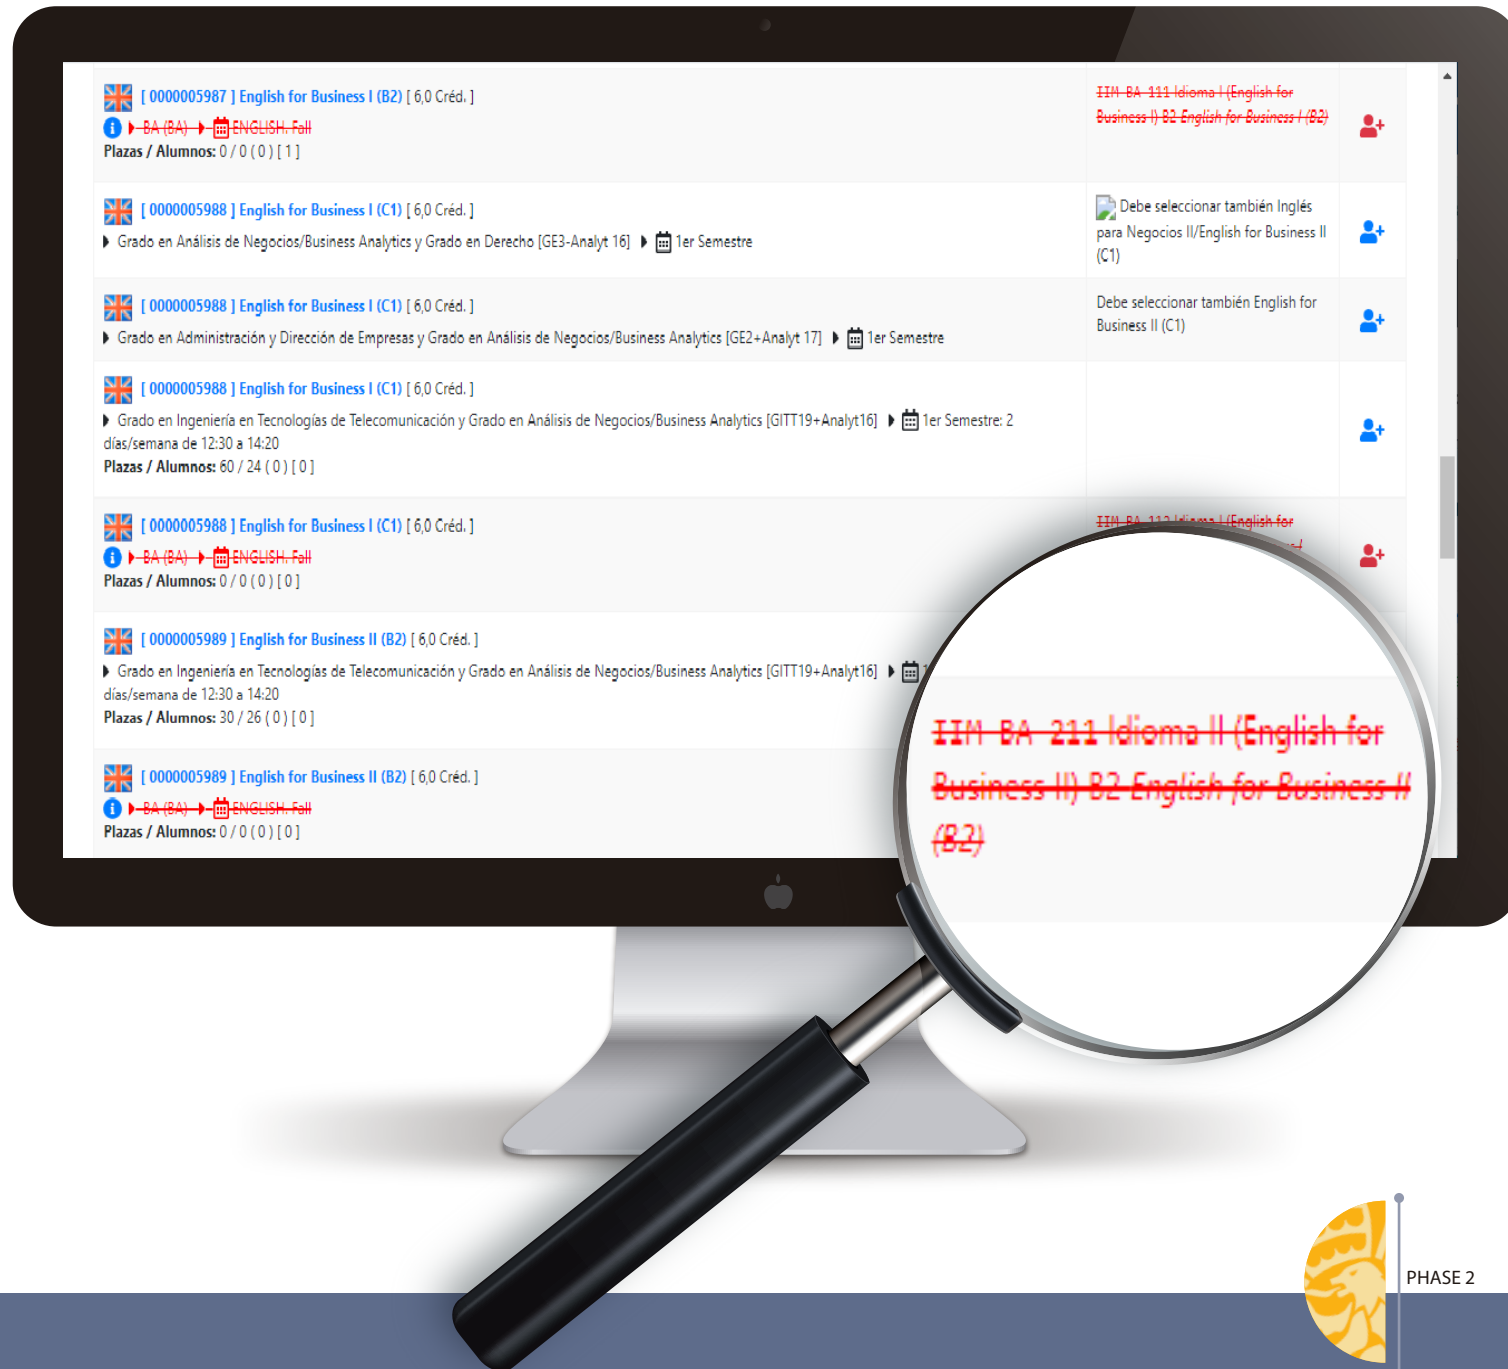 [ 0000005987 ] English for Business I (B2) [ 6,0 Créd. ]
BA (BA) ENGLISH. Fall
Plazas / Alumnos: 0 / 0 ( 0 ) [ 1 ]
IIM-BA-111 Idioma I (English for
Business I) B2 English for Business I (B2)
[ 0000005988 ] English for Business I (C1) [ 6,0 Créd. ]
Grado en Análisis de Negocios/Business Analytics y Grado en Derecho [GE3-Analyt 16] 1er Semestre
Debe seleccionar también Inglés
para Negocios II/English for Business II
(C1)
[ 0000005988 ] English for Business I (C1) [ 6,0 Créd. ]
Grado en Administración y Dirección de Empresas y Grado en Análisis de Negocios/Business Analytics [GE2+Analyt 17] 1er Semestre
Debe seleccionar también English for
Business II (C1)
[ 0000005988 ] English for Business I (C1) [ 6,0 Créd. ]
Grado en Ingeniería en Tecnologías de Telecomunicación y Grado en Análisis de Negocios/Business Analytics [GITT19+Analyt16] 1er Semestre: 2
días/semana de 12:30 a 14:20
Plazas / Alumnos: 60 / 24 ( 0 ) [ 0 ]
[ 0000005988 ] English for Business I (C1) [ 6,0 Créd. ]
BA (BA) ENGLISH. Fall
Plazas / Alumnos: 0 / 0 ( 0 ) [ 0 ]
IIM-BA-112 Idioma I (English for
[ 0000005989 ] English for Business II (B2) [ 6,0 Créd. ]
Grado en Ingeniería en Tecnologías de Telecomunicación y Grado en Análisis de Negocios/Business Analytics [GITT19+Analyt16]
días/semana de 12:30 a 14:20
Plazas / Alumnos: 30 / 26 ( 0 ) [ 0 ]
[ 0000005989 ] English for Business II (B2) [ 6,0 Créd. ]
BA (BA) ENGLISH. Fall
Plazas / Alumnos: 0 / 0 ( 0 ) [ 0 ]
IIM-BA-211 Idioma II (English for
Business II) B2 English for Business II
(B2)
PHASE 2